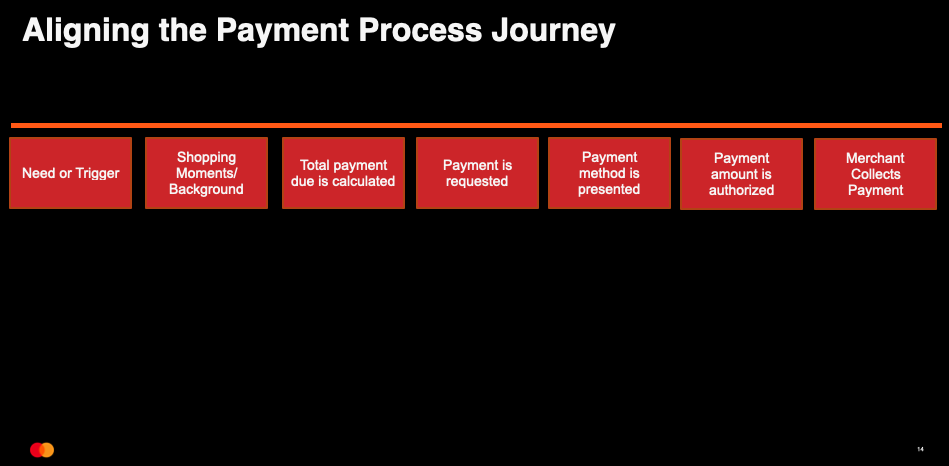 Aligning the Payment Process Journey
Need or Trigger
Shopping
Moments/
Background
Total payment
due is calculated
Payment is
requested
Payment
method is
presented
Payment
amount is
authorized
Merchant
Collects
Payment
14